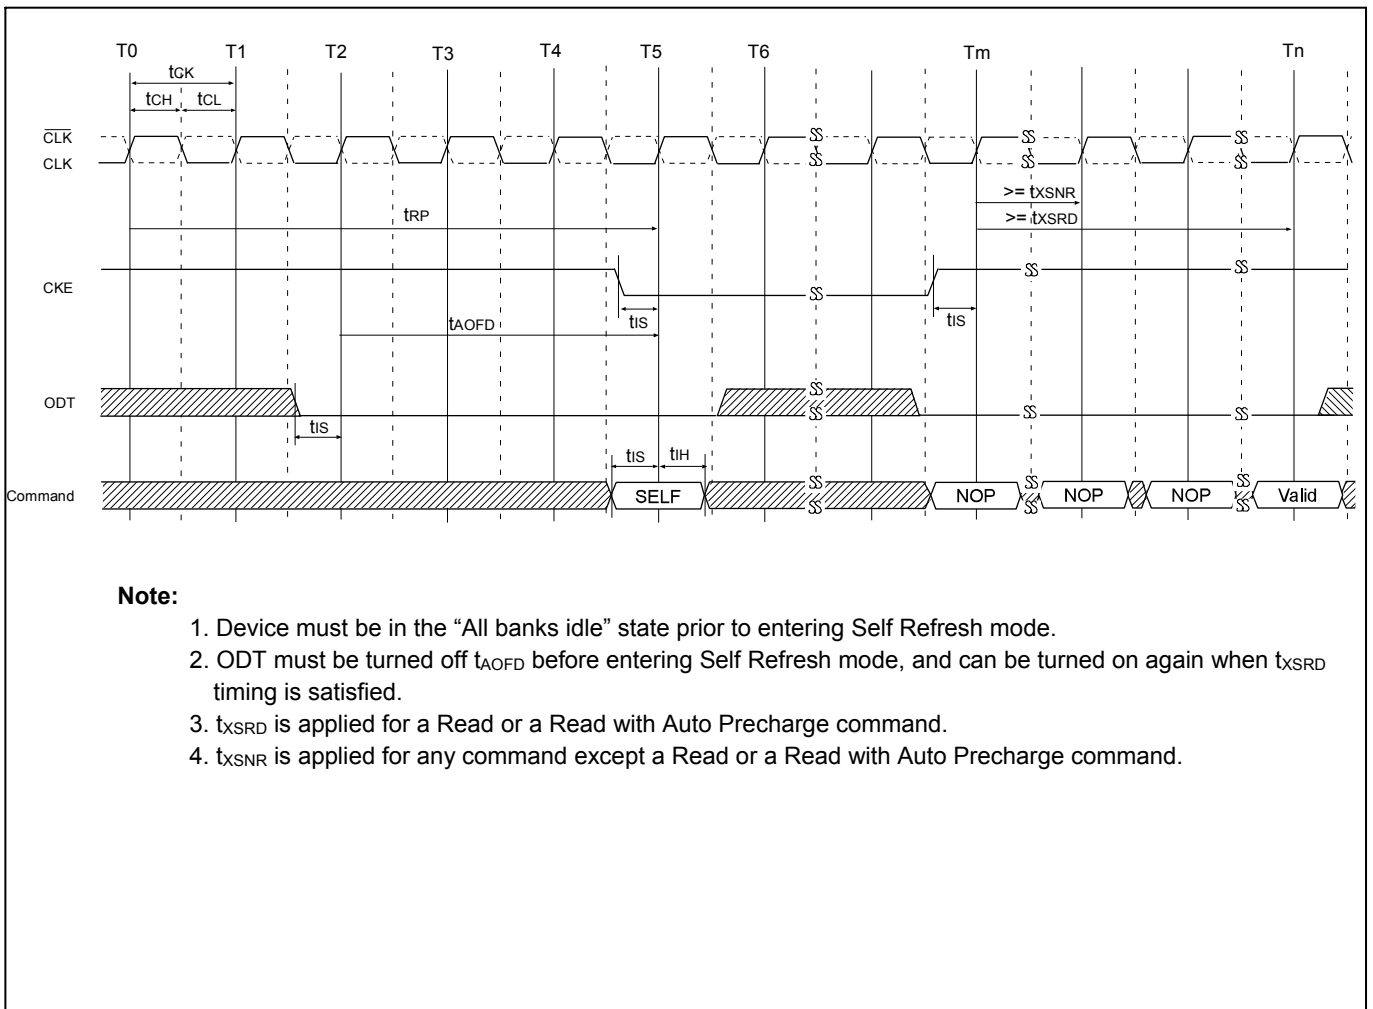 T0 T1 T2 T3 T4 T5 T6 Tm Tn
tCK
tCH tCL
CLK
CLK
>= tXSNR
tRP >= tXSRD
CKE
tIS tIS
tAOFD
ODT
tIS
tIS tIH
Command SELF NOP NOP NOP Valid
Note:
1. Device must be in the “All banks idle” state prior to entering Self Refresh mode.
2. ODT must be turned off tAOFD before entering Self Refresh mode, and can be turned on again when tXSRD
timing is satisfied.
3. tXSRD is applied for a Read or a Read with Auto Precharge command.
4. tXSNR is applied for any command except a Read or a Read with Auto Precharge command.